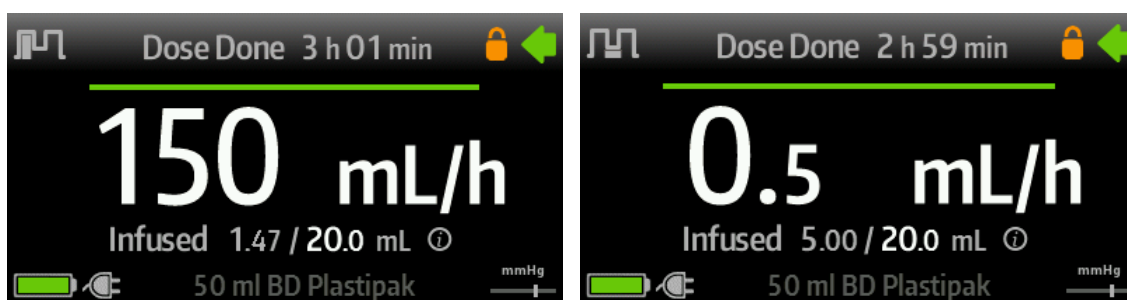 Dose Done 3 h 01 min
150 mL/h
Infused 1.47 / 20.0 mL
50 ml BD Plastipak
mmHg
Dose Done 2 h 59 min
0.5 mL/h
Infused 5.00 / 20.0 mL
50 ml BD Plastipak
mmHg